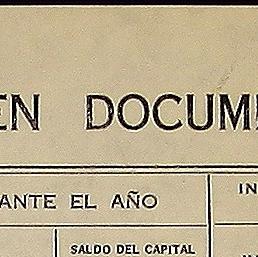 EN DOCUM
ANTE EL AÑO
IN
SALDO DEL CAPITAL